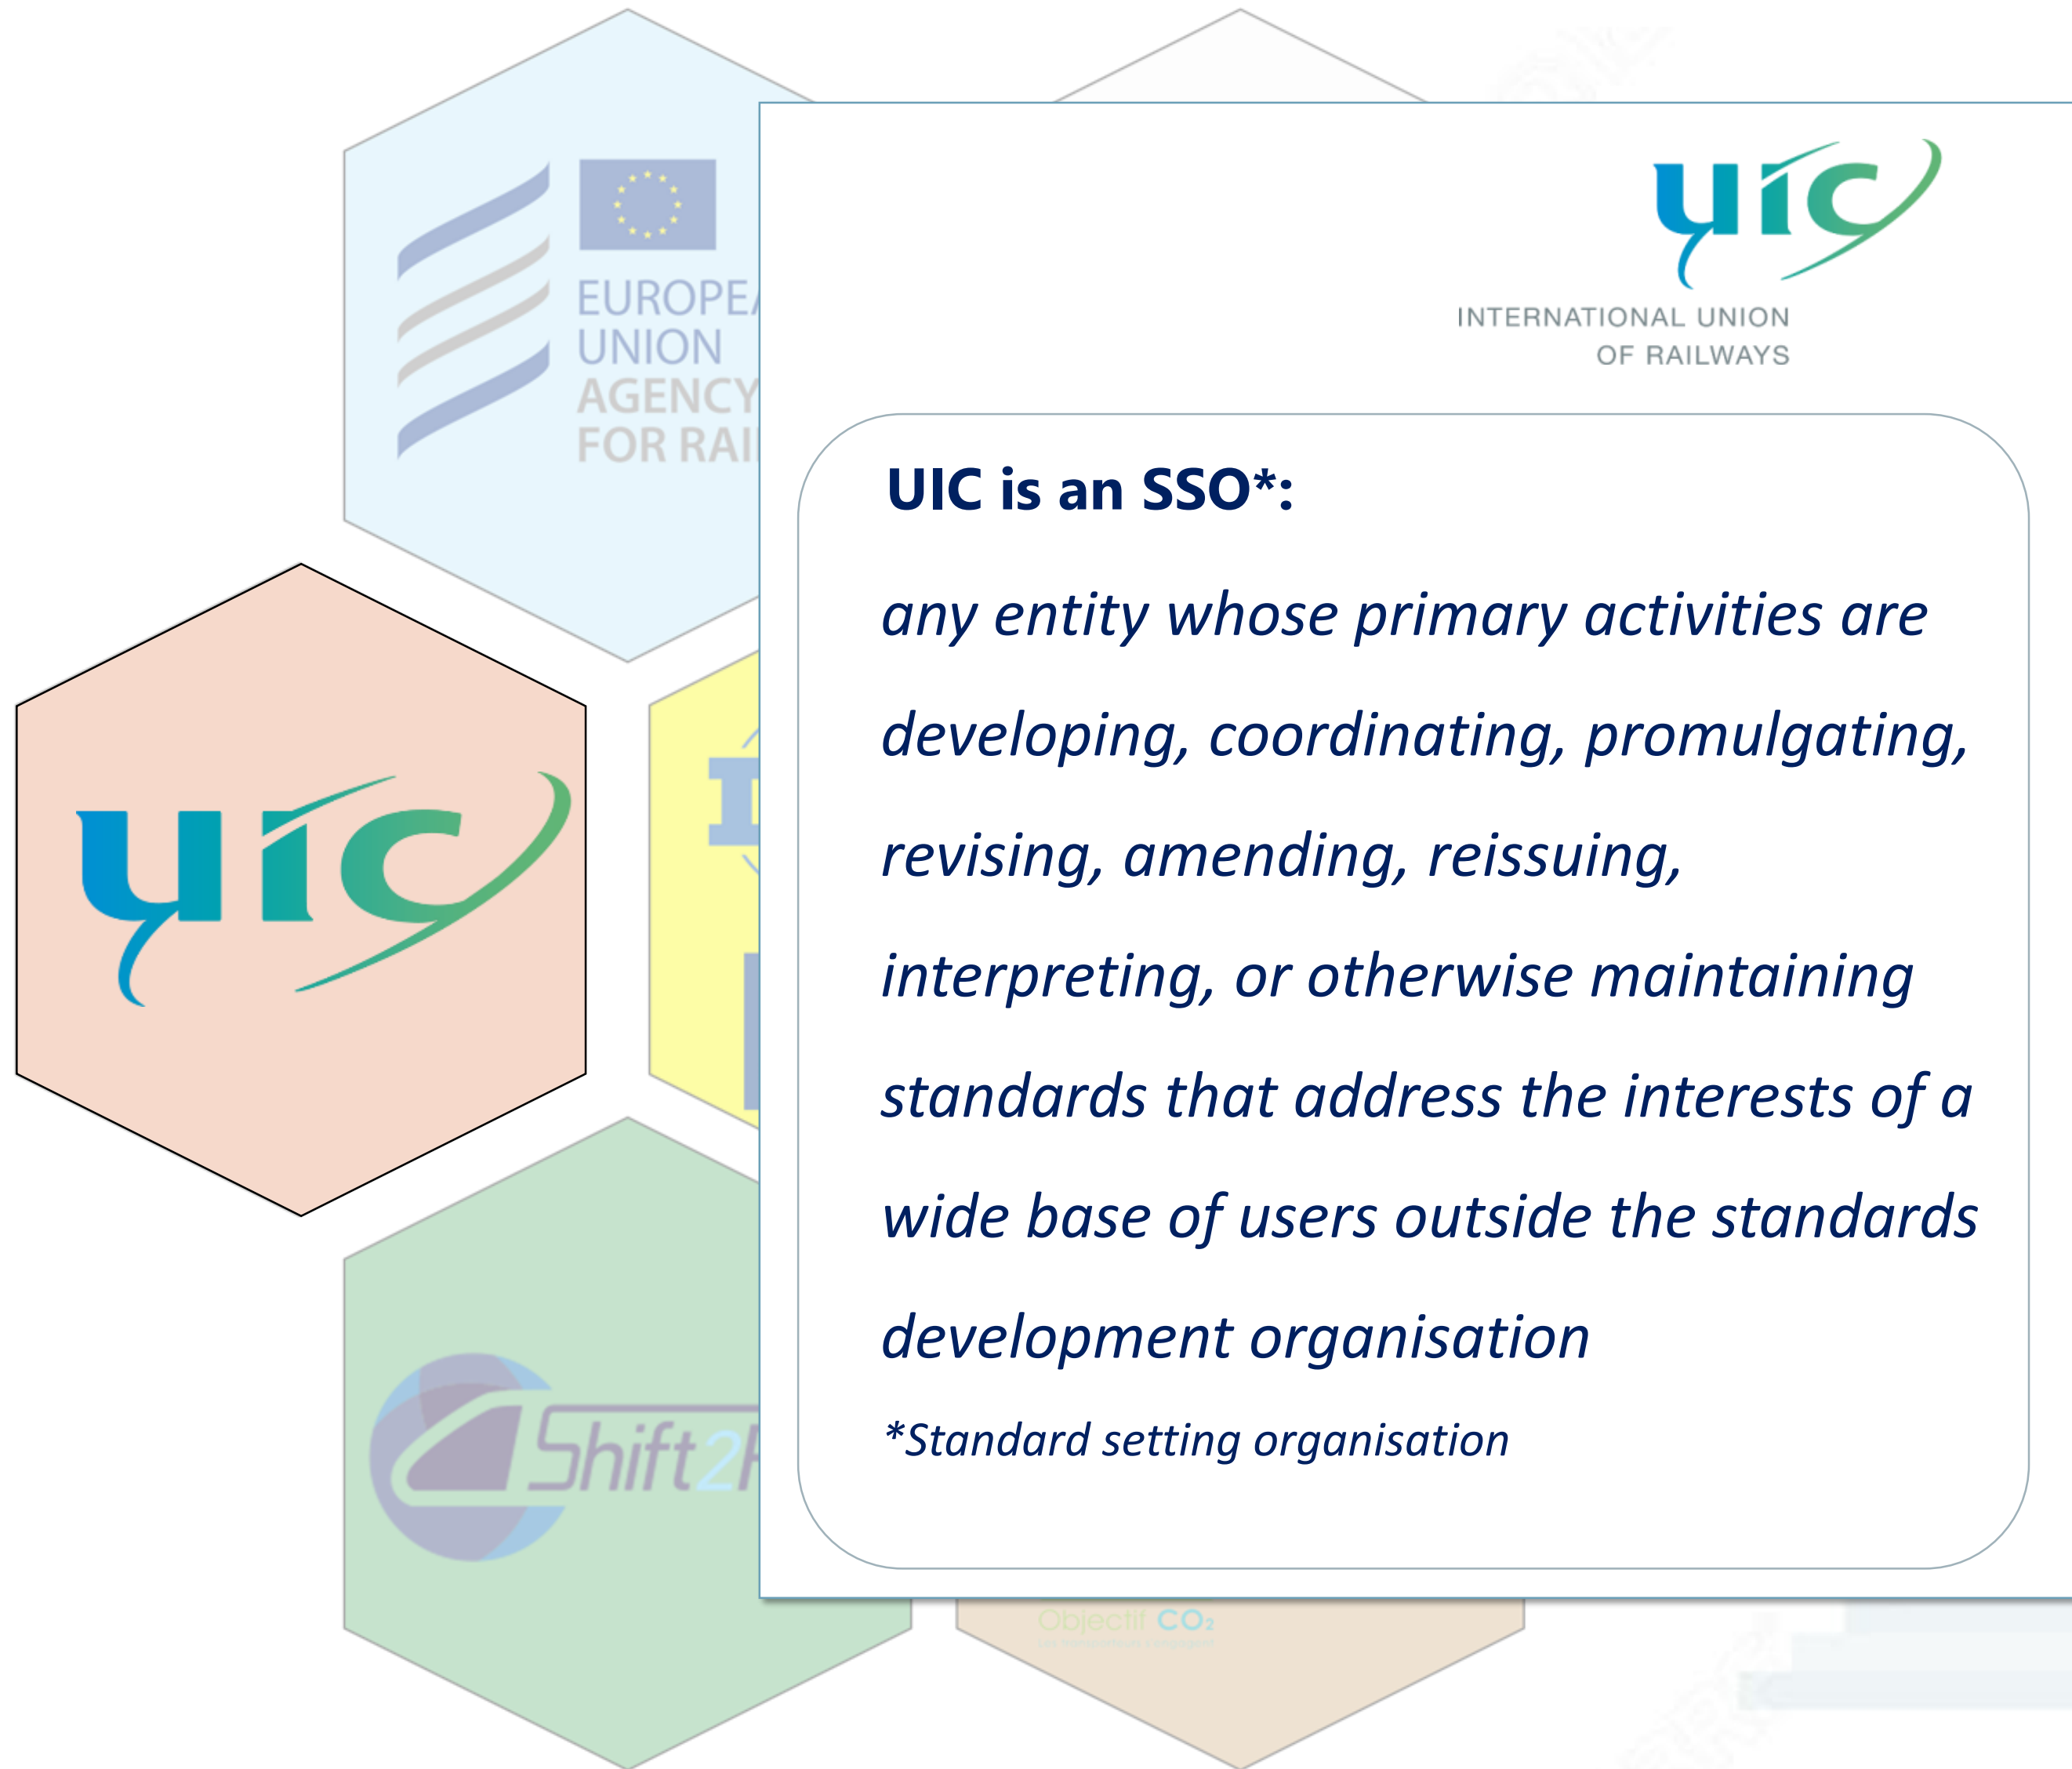 EUROPEA
UNION
AGENCY
FOR RAI
uic
INTERNATIONAL UNION
OF RAILWAYS
UIC is an SSO*:
any entity whose primary activities are
developing, coordinating, promulgating,
revising, amending, reissuing,
interpreting, or otherwise maintaining
standards that address the interests of a
wide base of users outside the standards
development organisation
*Standard setting organisation
uic
Shift2R
Objectif CO₂